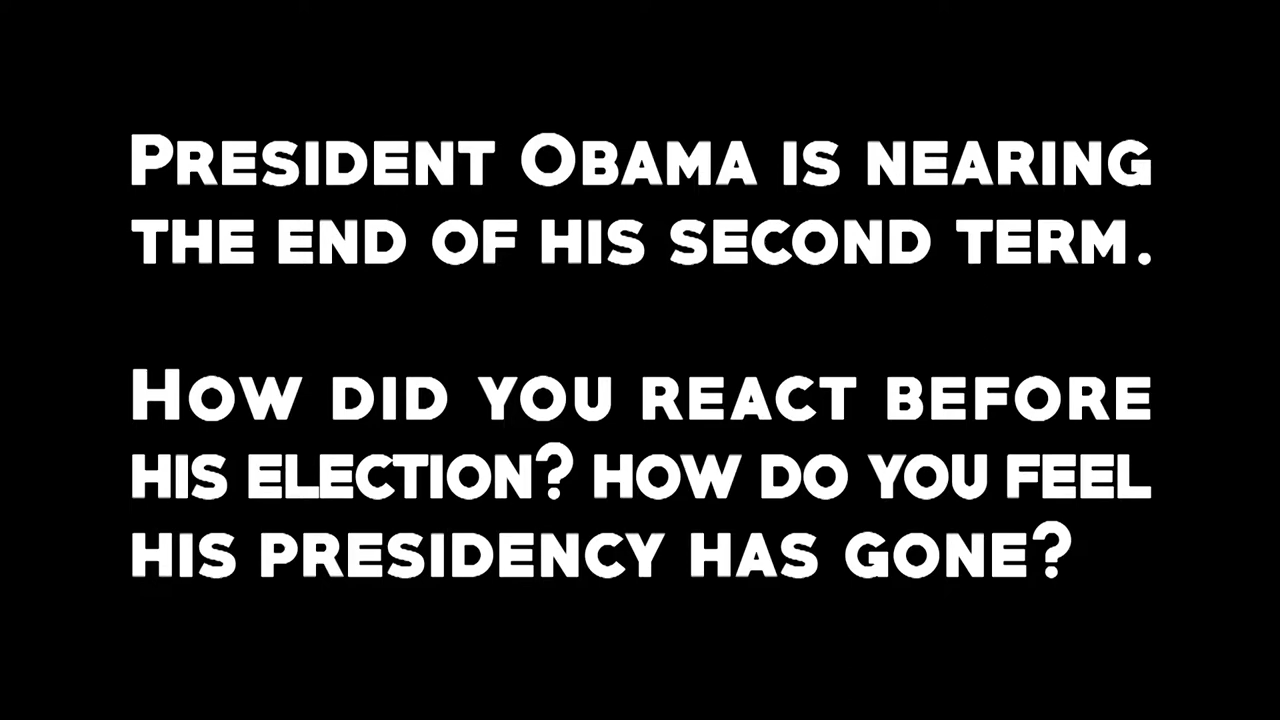 President Obama is nearing
the end of his second term.
How did you react before
his election? How do you feel
his presidency has gone?